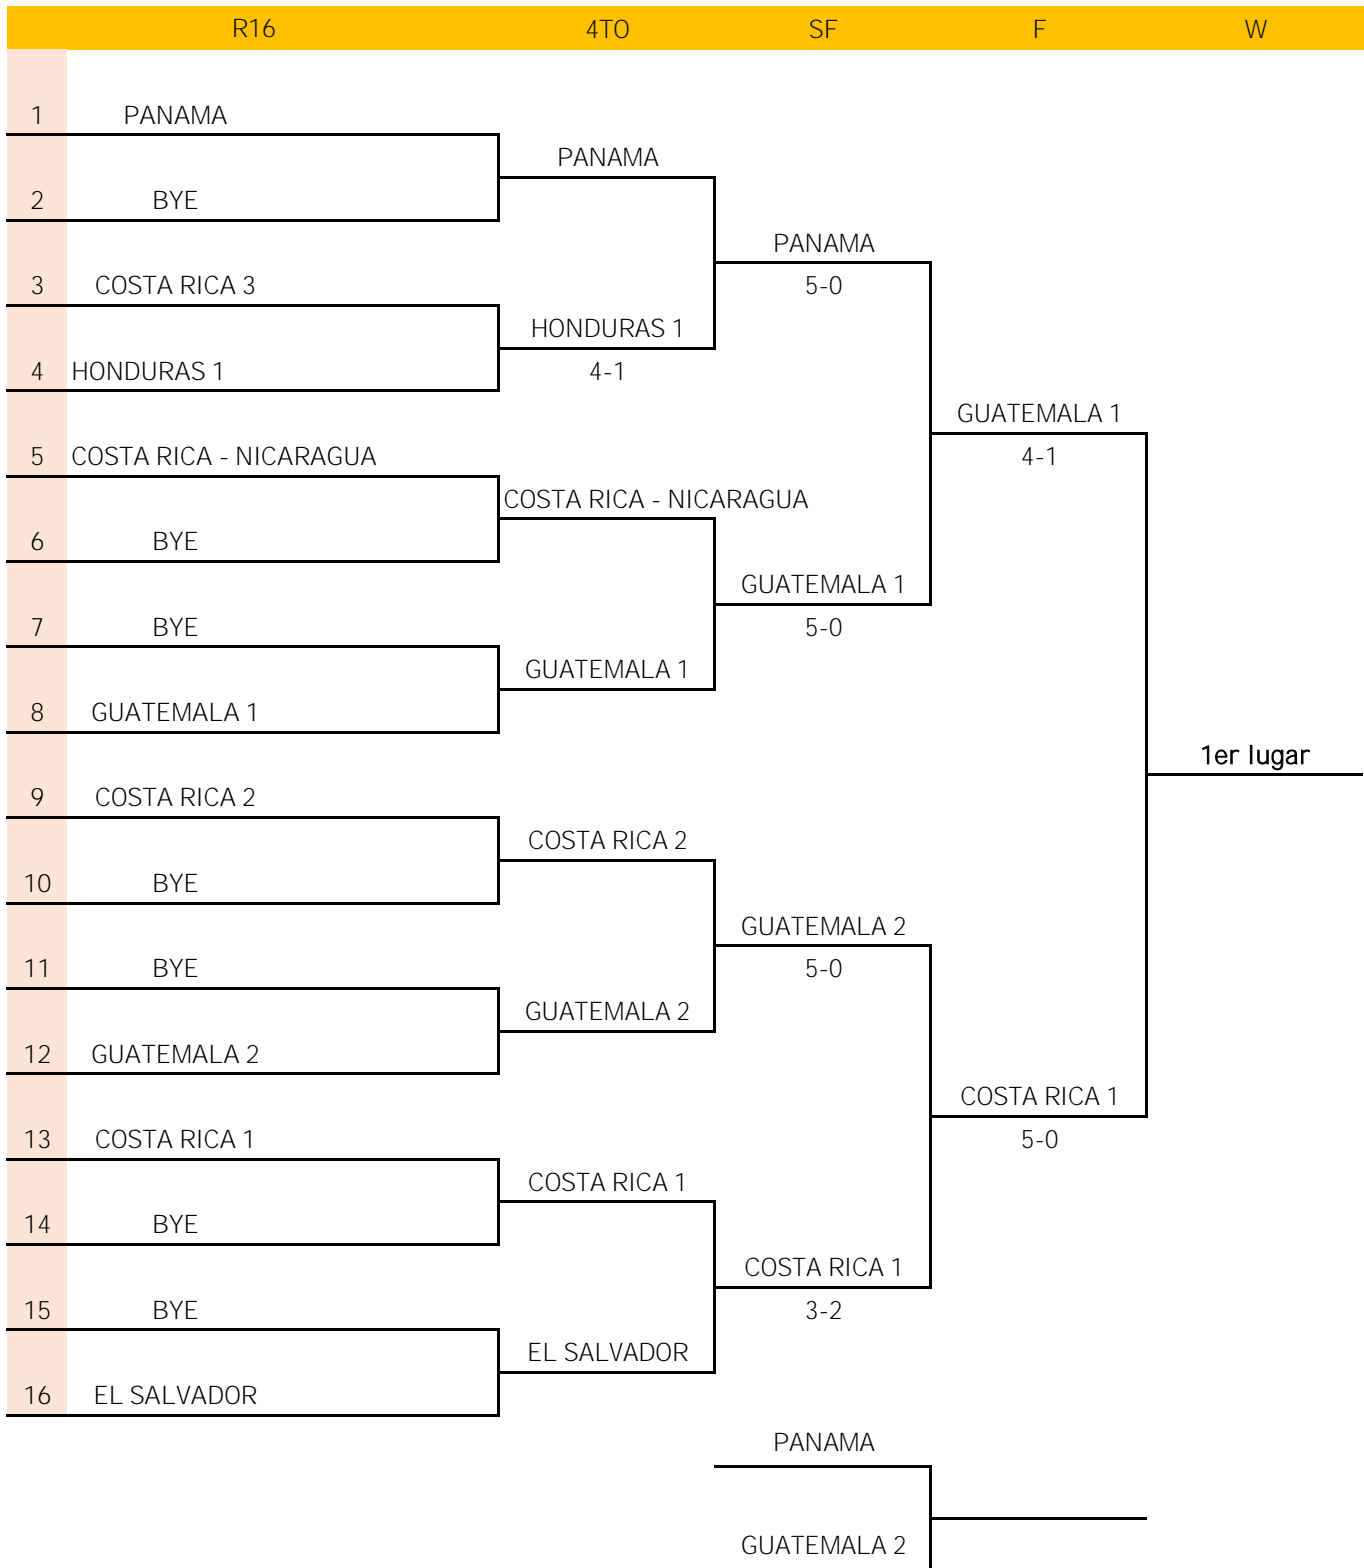 R16 4TO SF F W
1 PANAMA
PANAMA
2 BYE
PANAMA
3 COSTA RICA 3 5-0
HONDURAS 1
4 HONDURAS 1 4-1
GUATEMALA 1
5 COSTA RICA - NICARAGUA 4-1
COSTA RICA - NICARAGUA
6 BYE
GUATEMALA 1
7 BYE 5-0
GUATEMALA 1
8 GUATEMALA 1
1er lugar
9 COSTA RICA 2
COSTA RICA 2
10 BYE
GUATEMALA 2
11 BYE 5-0
GUATEMALA 2
12 GUATEMALA 2
COSTA RICA 1
13 COSTA RICA 1 5-0
COSTA RICA 1
14 BYE
COSTA RICA 1
15 BYE 3-2
EL SALVADOR
16 EL SALVADOR
PANAMA
GUATEMALA 2